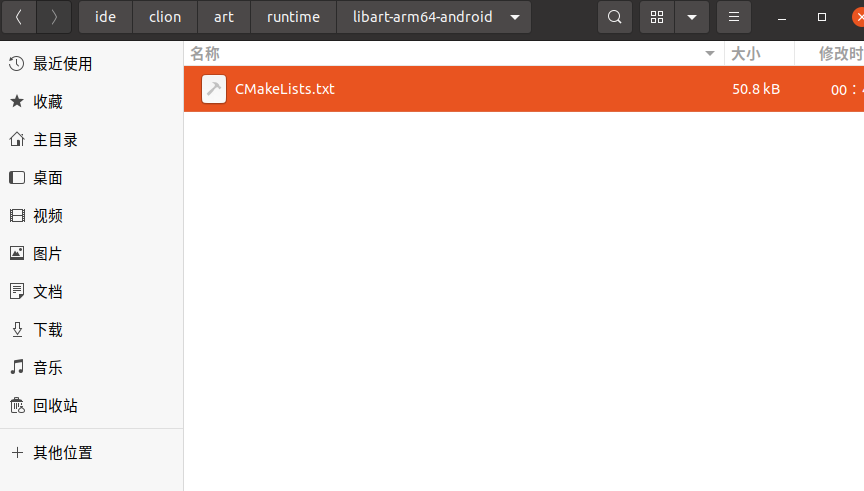 ide clion art runtime libart-arm64-android
名称 大小 修改时
最近使用
CMakeLists.txt 50.8 kB 00：
收藏
主目录
桌面
视频
图片
文档
下载
音乐
回收站
其他位置